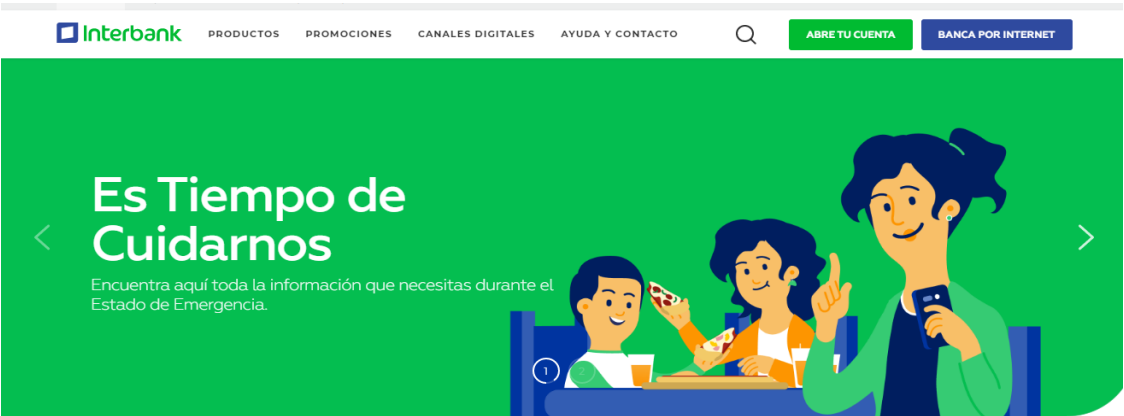 Interbank
PRODUCTOS
PROMOCIONES
CANALES DIGITALES
AYUDA Y CONTACTO
ABRE TU CUENTA
BANCA POR INTERNET
Es Tiempo de
Cuidarnos
Encuentra aquí toda la información que necesitas durante el
Estado de Emergencia.
1
2